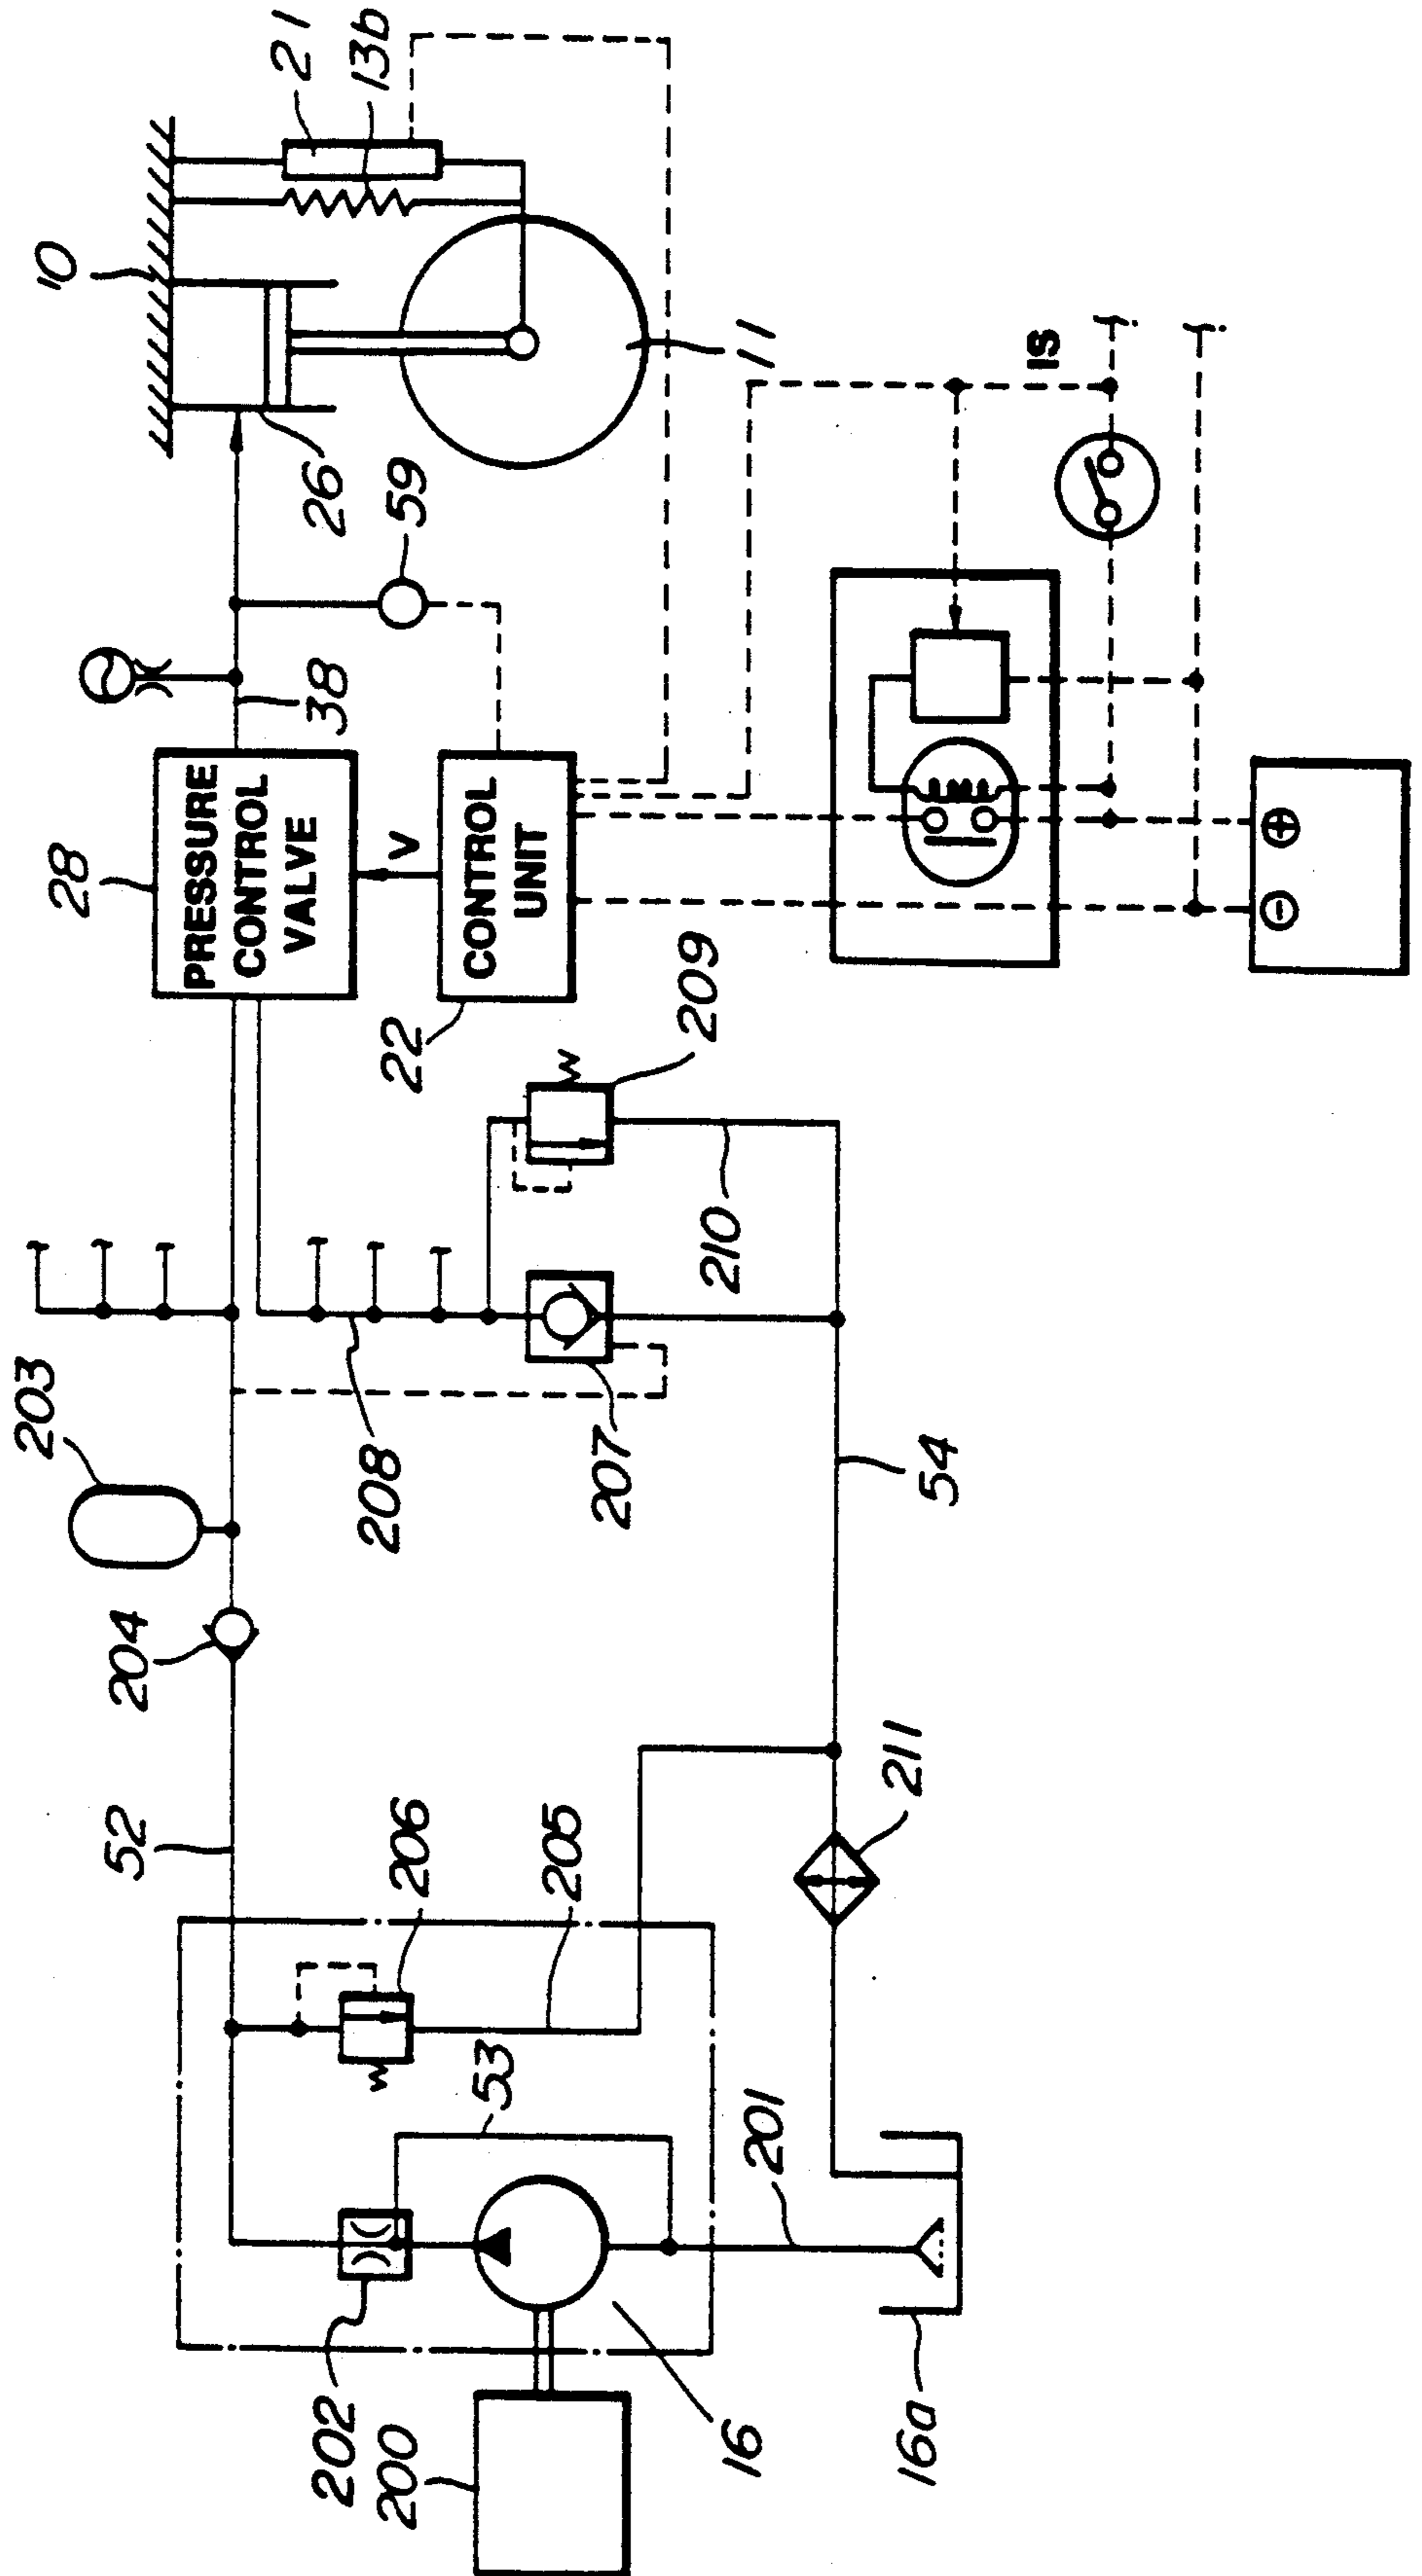 10
21
13b
26
59
11
IS
38
28
PRESSURE
CONTROL
VALVE
V
22
CONTROL
UNIT
209
210
203
208
207
54
204
52
206
205
211
53
201
202
200
16
16a